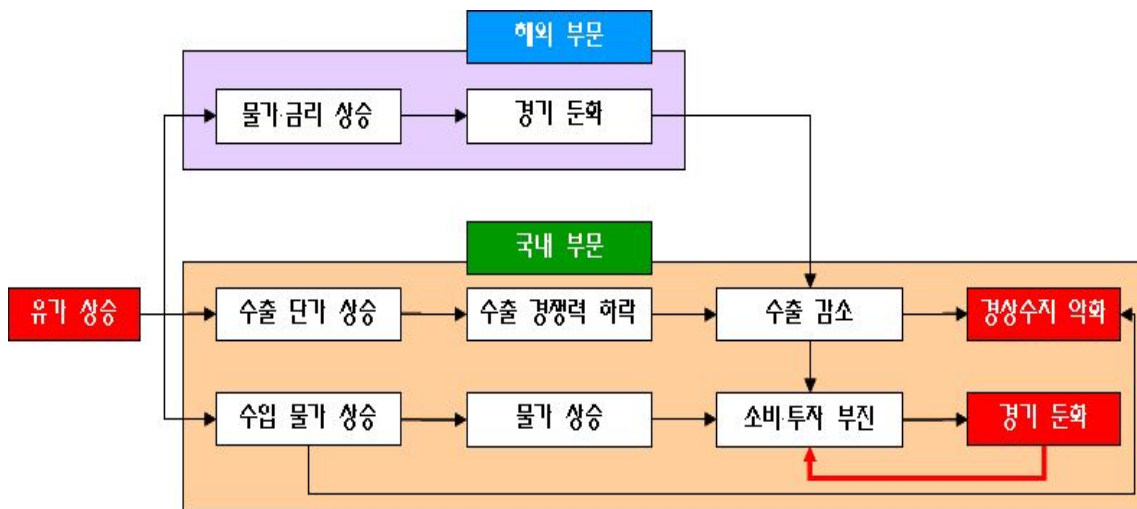 해외 부문
물가·금리 상승
경기 둔화
국내 부문
유가 상승
수출 단가 상승
수출 경쟁력 하락
수출 감소
경상수지 악화
수입 물가 상승
물가 상승
소비·투자 부진
경기 둔화